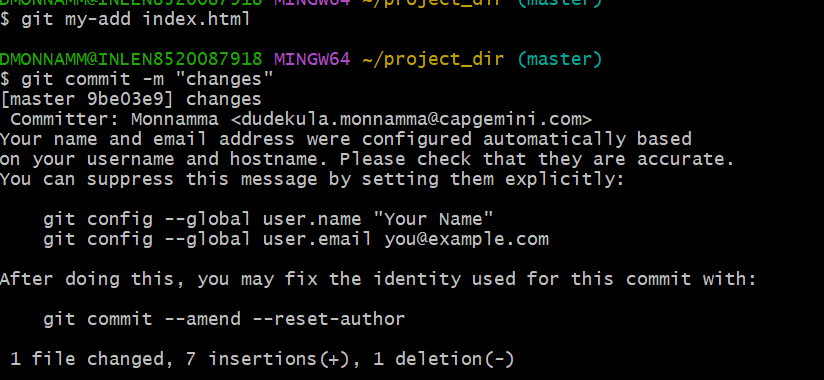 DMONNAMM@INLEN8520087918 MINGW64 ~/project_dir (master)
$ git my-add index.html
DMONNAMM@INLEN8520087918 MINGW64 ~/project_dir (master)
$ git commit -m "changes"
[master 9be03e9] changes
Committer: Monnamma <dudekula.monnamma@capgemini.com>
Your name and email address were configured automatically based
on your username and hostname. Please check that they are accurate.
You can suppress this message by setting them explicitly:
git config --global user.name "Your Name"
git config --global user.email you@example.com
After doing this, you may fix the identity used for this commit with:
git commit --amend --reset-author
1 file changed, 7 insertions(+), 1 deletion(-)